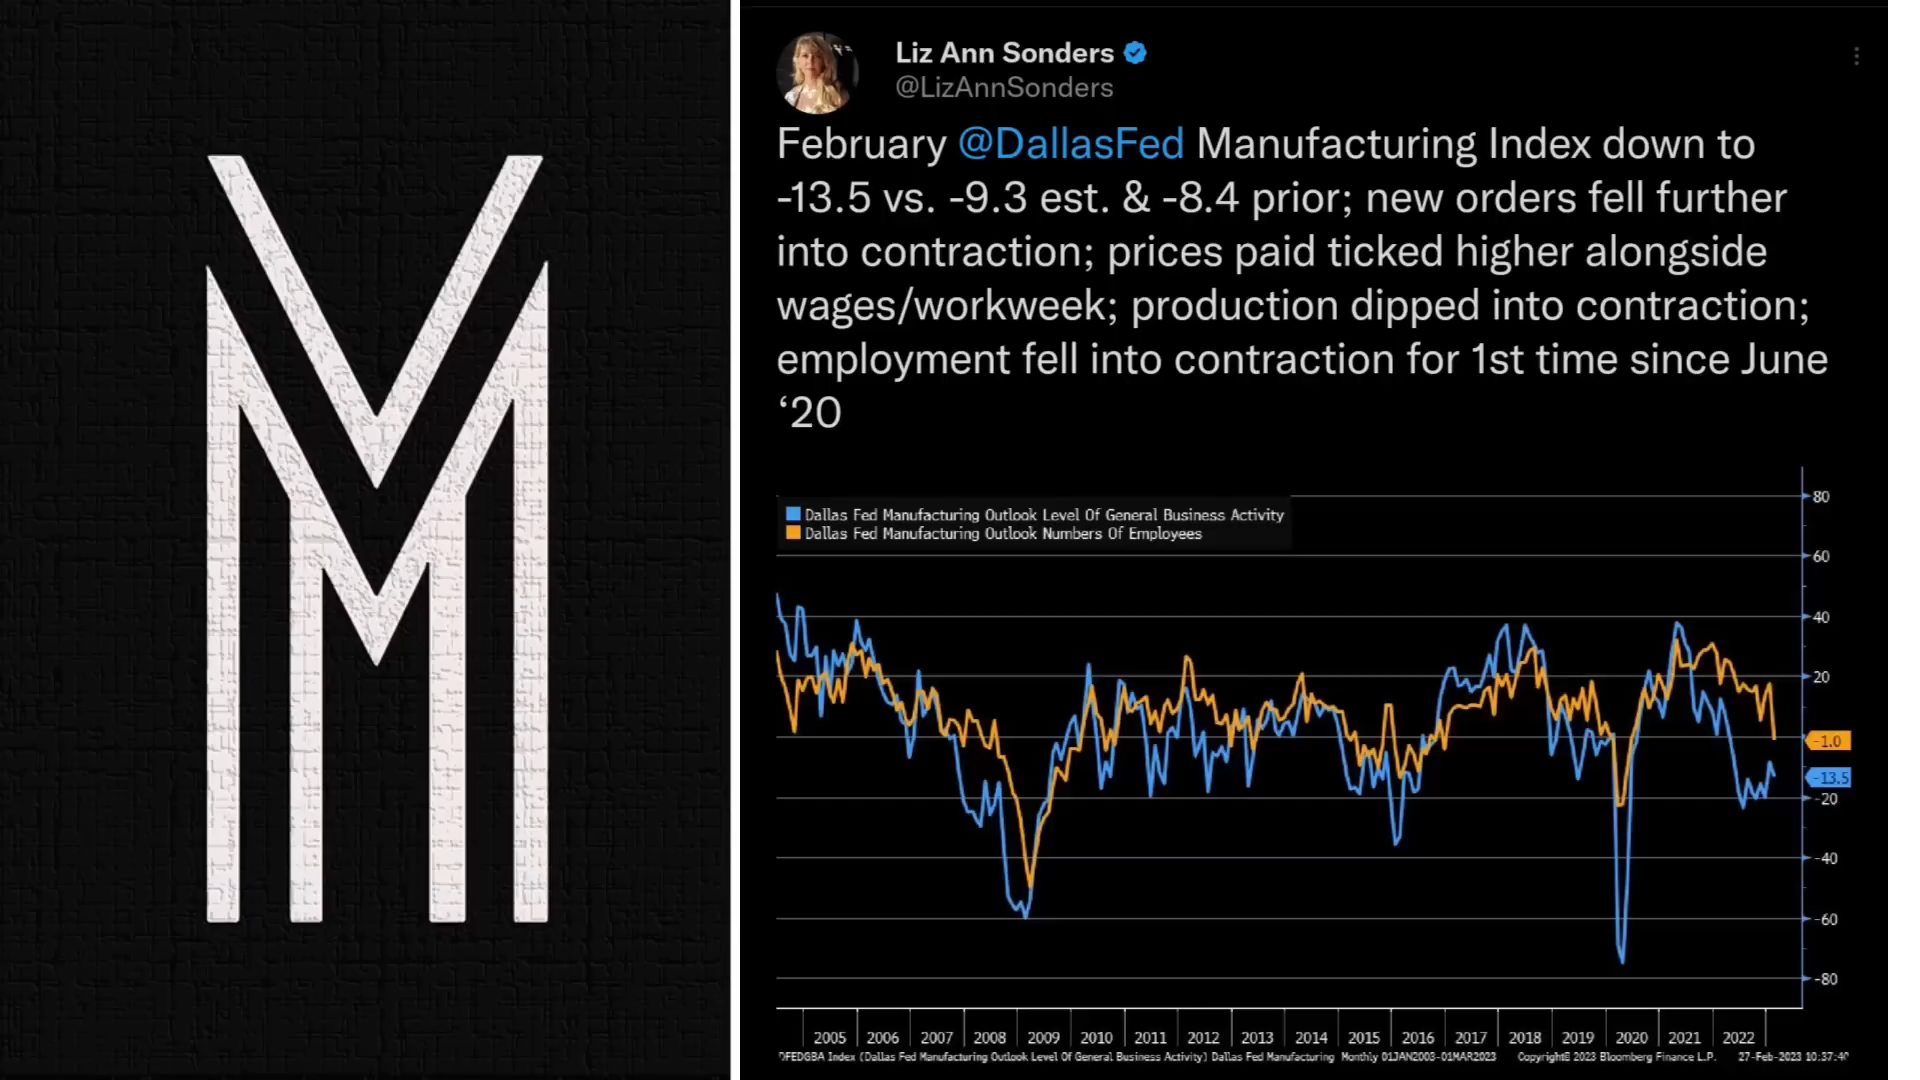 Liz Ann Sonders
@LizAnnSonders
February @DallasFed Manufacturing Index down to
-13.5 vs. -9.3 est. & -8.4 prior; new orders fell further
into contraction; prices paid ticked higher alongside
wages/workweek; production dipped into contraction;
employment fell into contraction for 1st time since June
‘20
Dallas Fed Manufacturing Outlook Level Of General Business Activity
Dallas Fed Manufacturing Outlook Numbers Of Employees
80
60
40
20
-1.0
-13.5
-20
-40
-60
-80
2005 2006 2007 2008 2009 2010 2011 2012 2013 2014 2015 2016 2017 2018 2019 2020 2021 2022
DFEDGBA Index (Dallas Fed Manufacturing Outlook Level Of General Business Activity) Dallas Fed Manufacturing Monthly 01JAN2003-01MAR2023 Copyright© 2023 Bloomberg Finance L.P. 27-Feb-2023